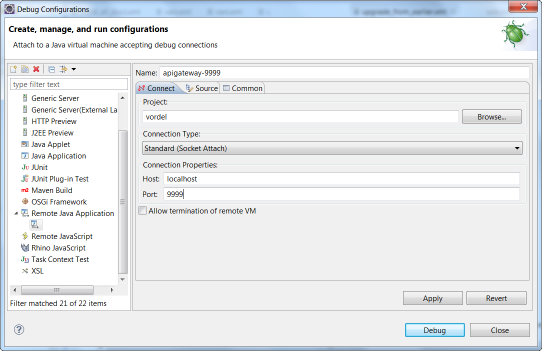 Debug Configurations
Create, manage, and run configurations
Attach to a Java virtual machine accepting debug connections
type filter text
Generic Server
Generic Server(External La
HTTP Preview
J2EE Preview
Java Applet
Java Application
JUnit
JUnit Plug-in Test
Maven Build
OSGi Framework
Remote Java Application
Remote JavaScript
Rhino JavaScript
Task Context Test
XSL
Filter matched 21 of 22 items
Name: apigateway-9999
Connect Source Common
Project:
vordel
Browse...
Connection Type:
Standard (Socket Attach)
Connection Properties:
Host: localhost
Port: 9999
Allow termination of remote VM
Apply Revert
Debug Close